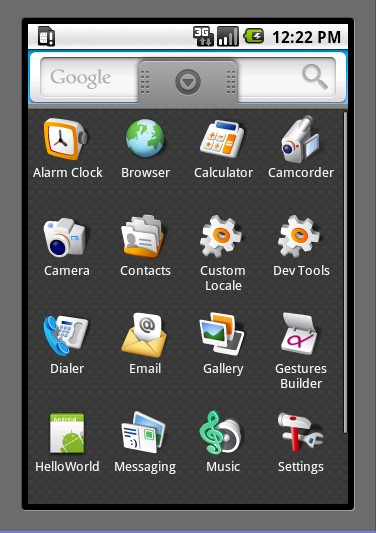 3G
12:22 PM
Google
Alarm Clock
Browser
Calculator
Camcorder
Camera
Contacts
Custom
Locale
Dev Tools
Dialer
Email
Gallery
Gestures
Builder
Android
HelloWorld
Messaging
Music
Settings